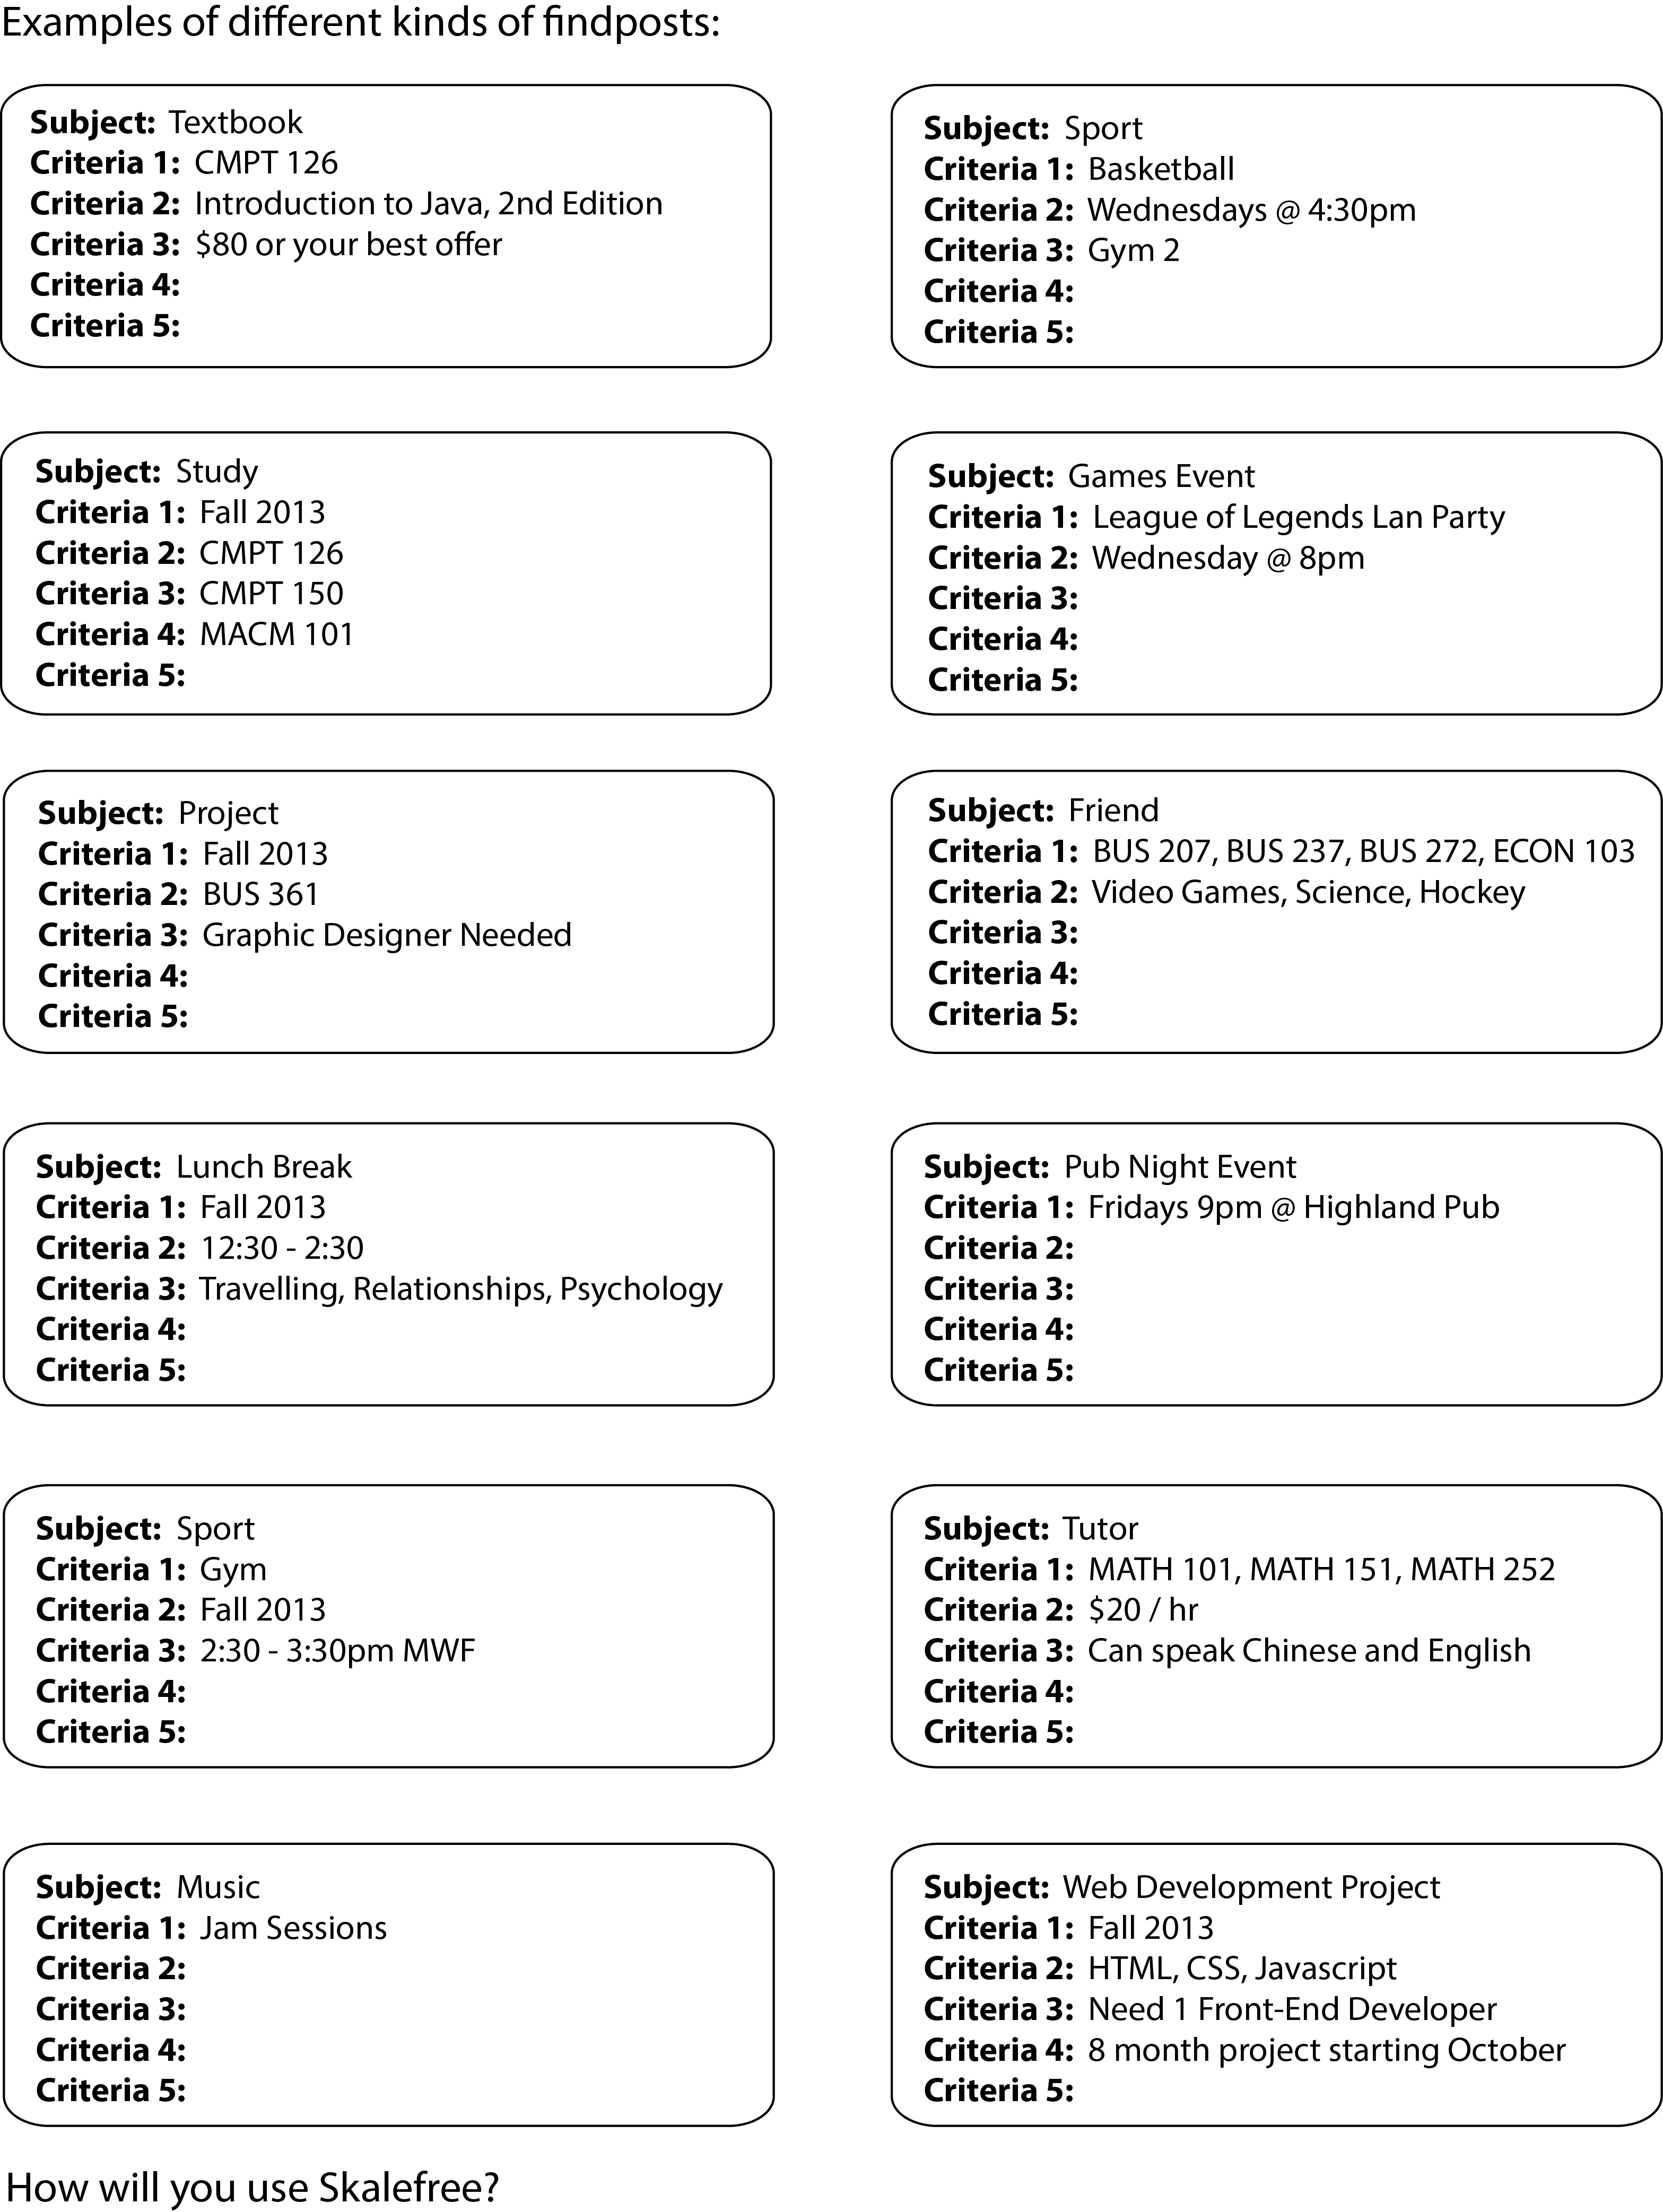 Examples of different kinds of findposts:
Subject: Textbook
Criteria 1: CMPT 126
Criteria 2: Introduction to Java, 2nd Edition
Criteria 3: $80 or your best offer
Criteria 4:
Criteria 5:
Subject: Sport
Criteria 1: Basketball
Criteria 2: Wednesdays @ 4:30pm
Criteria 3: Gym 2
Criteria 4:
Criteria 5:
Subject: Study
Criteria 1: Fall 2013
Criteria 2: CMPT 126
Criteria 3: CMPT 150
Criteria 4: MACM 101
Criteria 5:
Subject: Games Event
Criteria 1: League of Legends Lan Party
Criteria 2: Wednesday @ 8pm
Criteria 3:
Criteria 4:
Criteria 5:
Subject: Project
Criteria 1: Fall 2013
Criteria 2: BUS 361
Criteria 3: Graphic Designer Needed
Criteria 4:
Criteria 5:
Subject: Friend
Criteria 1: BUS 207, BUS 237, BUS 272, ECON 103
Criteria 2: Video Games, Science, Hockey
Criteria 3:
Criteria 4:
Criteria 5:
Subject: Lunch Break
Criteria 1: Fall 2013
Criteria 2: 12:30 - 2:30
Criteria 3: Travelling, Relationships, Psychology
Criteria 4:
Criteria 5:
Subject: Pub Night Event
Criteria 1: Fridays 9pm @ Highland Pub
Criteria 2:
Criteria 3:
Criteria 4:
Criteria 5:
Subject: Sport
Criteria 1: Gym
Criteria 2: Fall 2013
Criteria 3: 2:30 - 3:30pm MWF
Criteria 4:
Criteria 5:
Subject: Tutor
Criteria 1: MATH 101, MATH 151, MATH 252
Criteria 2: $20 / hr
Criteria 3: Can speak Chinese and English
Criteria 4:
Criteria 5:
Subject: Music
Criteria 1: Jam Sessions
Criteria 2:
Criteria 3:
Criteria 4:
Criteria 5:
Subject: Web Development Project
Criteria 1: Fall 2013
Criteria 2: HTML, CSS, Javascript
Criteria 3: Need 1 Front-End Developer
Criteria 4: 8 month project starting October
Criteria 5:
How will you use Skalefree?